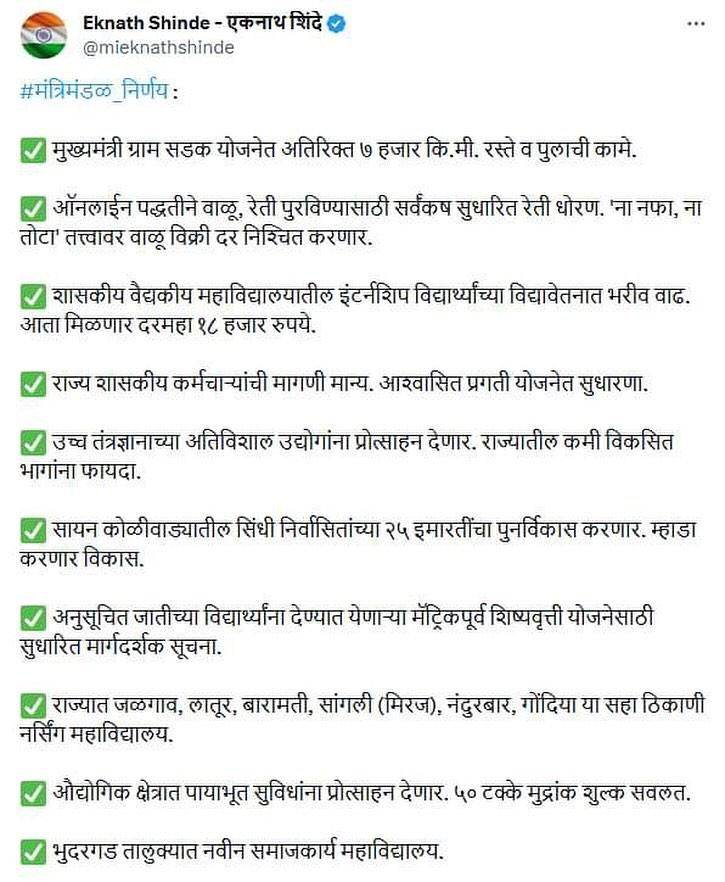 Eknath Shinde - एकनाथ शिंदे
@mieknathshinde
#मंत्रिमंडळ_निर्णय :
✅ मुख्यमंत्री ग्राम सडक योजनेत अतिरिक्त ७ हजार कि.मी. रस्ते व पुलाची कामे.
✅ ऑनलाईन पद्धतीने वाळू, रेती पुरविण्यासाठी सर्वंकष सुधारित रेती धोरण. 'ना नफा, ना
तोटा' तत्त्वावर वाळू विक्री दर निश्चित करणार.
✅ शासकीय वैद्यकीय महाविद्यालयातील इंटर्नशिप विद्यार्थ्यांच्या विद्यावेतनात भरीव वाढ.
आता मिळणार दरमहा १८ हजार रुपये.
✅ राज्य शासकीय कर्मचाऱ्यांची मागणी मान्य. आश्वासित प्रगती योजनेत सुधारणा.
✅ उच्च तंत्रज्ञानाच्या अतिविशाल उद्योगांना प्रोत्साहन देणार. राज्यातील कमी विकसित
भागांना फायदा.
✅ सायन कोळीवाड्यातील सिंधी निर्वासितांच्या २५ इमारतींचा पुनर्विकास करणार. म्हाडा
करणार विकास.
✅ अनुसूचित जातीच्या विद्यार्थ्यांना देण्यात येणाऱ्या मॅट्रिकपूर्व शिष्यवृत्ती योजनेसाठी
सुधारित मार्गदर्शक सूचना.
✅ राज्यात जळगाव, लातूर, बारामती, सांगली (मिरज), नंदुरबार, गोंदिया या सहा ठिकाणी
नर्सिंग महाविद्यालय.
✅ औद्योगिक क्षेत्रात पायाभूत सुविधांना प्रोत्साहन देणार. ५० टक्के मुद्रांक शुल्क सवलत.
✅ भुदरगड तालुक्यात नवीन समाजकार्य महाविद्यालय.